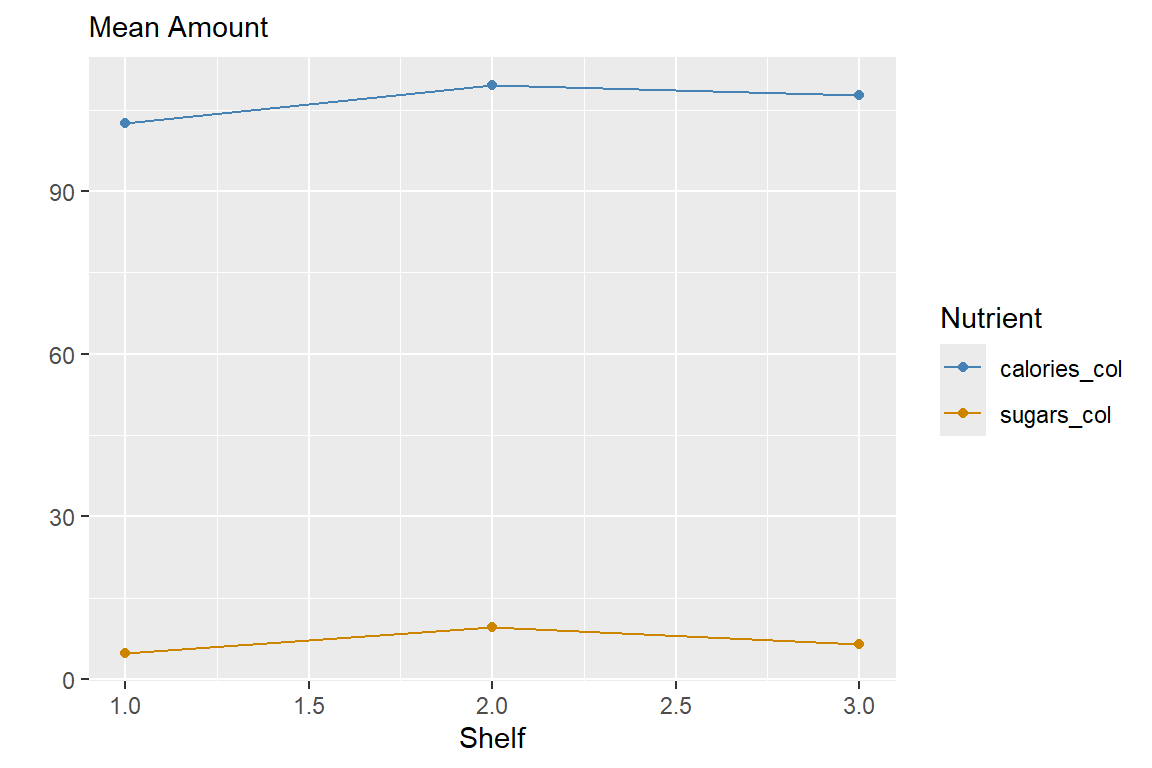 Mean Amount
90
60
30
0
1.0 1.5 2.0 2.5 3.0
Shelf
Nutrient
calories_col
sugars_col